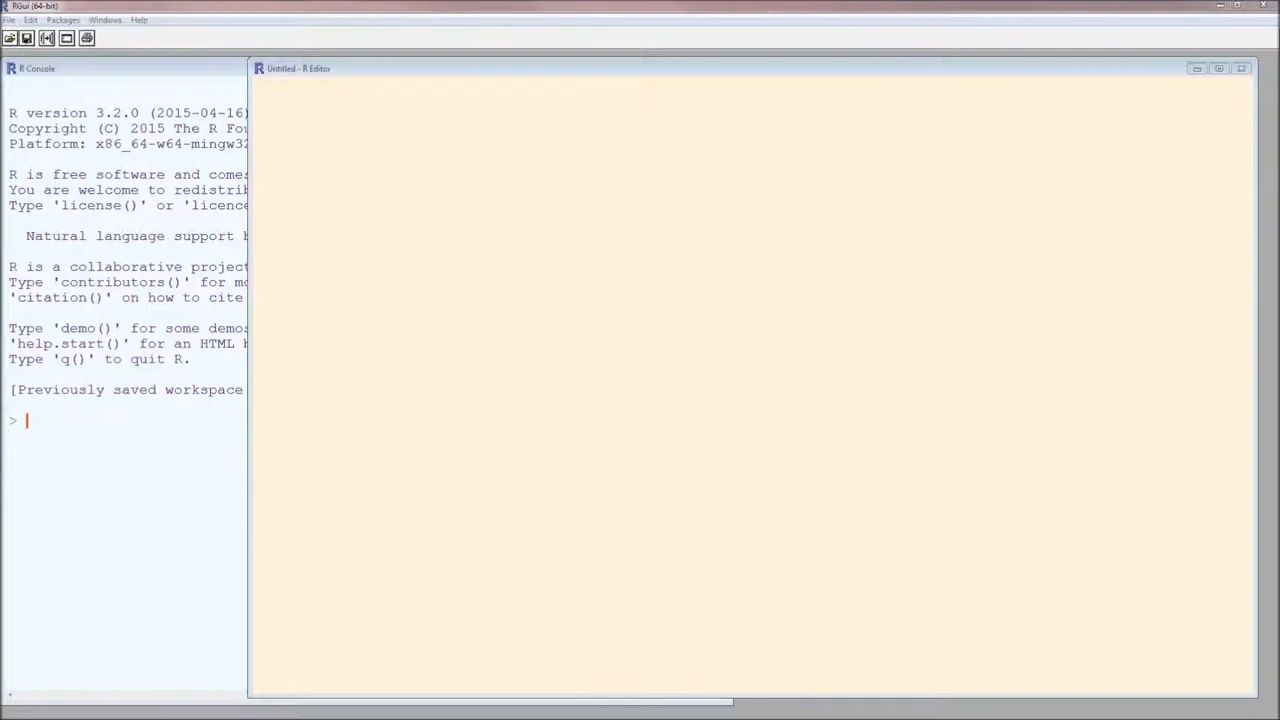 RGui (64-bit)
File Edit Packages Windows Help
R Console
Untitled - R Editor
R version 3.2.0 (2015-04-16)
Copyright (C) 2015 The R Fou
Platform: x86_64-w64-mingw32
R is free software and comes
You are welcome to redistrib
Type 'license()' or 'licence
Natural language support b
R is a collaborative project
Type 'contributors()' for mo
'citation()' on how to cite
Type 'demo()' for some demos
'help.start()' for an HTML b
Type 'q()' to quit R.
[Previously saved workspace
>